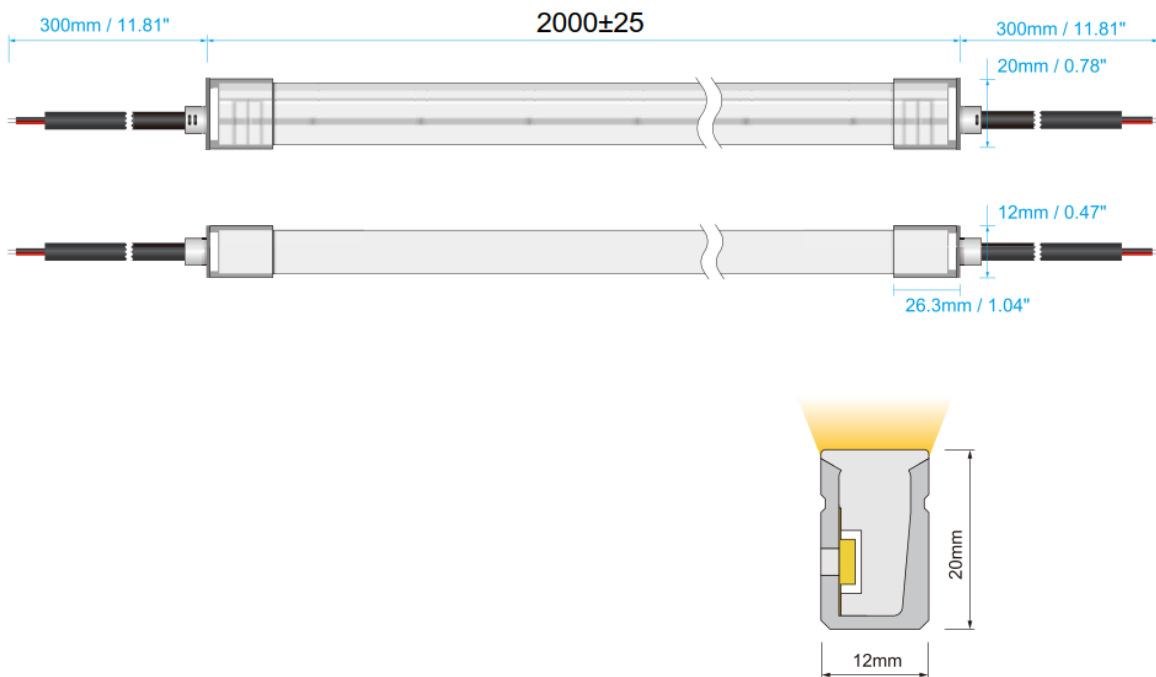 300mm / 11.81"
2000±25
300mm / 11.81"
20mm / 0.78"
12mm / 0.47"
26.3mm / 1.04"
20mm
12mm